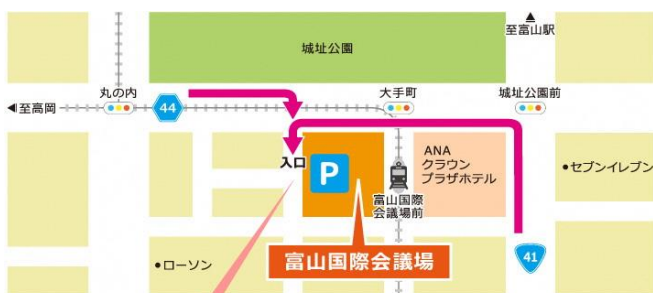 至富山駅
城址公園
丸の内
大手町
城址公園前
至高岡
44
入口
P
ANA
クラウン
プラザホテル
セブンイレブン
富山国際
会議場前
ローソン
富山国際会議場
41